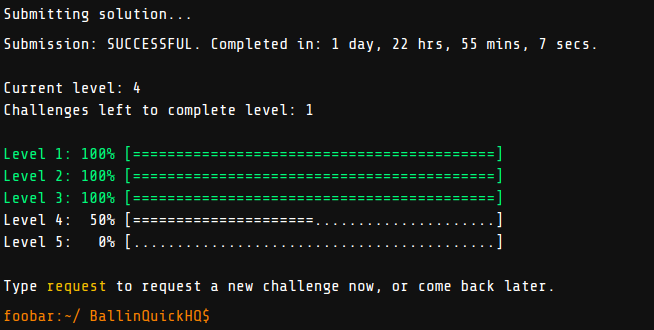 Submitting solution...
Submission: SUCCESSFUL. Completed in: 1 day, 22 hrs, 55 mins, 7 secs.
Current level: 4
Challenges left to complete level: 1
Level 1: 100% [==========================================]
Level 2: 100% [==========================================]
Level 3: 100% [==========================================]
Level 4:  50% [=====================.....................]
Level 5:   0% [..........................................]
Type request to request a new challenge now, or come back later.
foobar:~/ BallinQuickHQ$